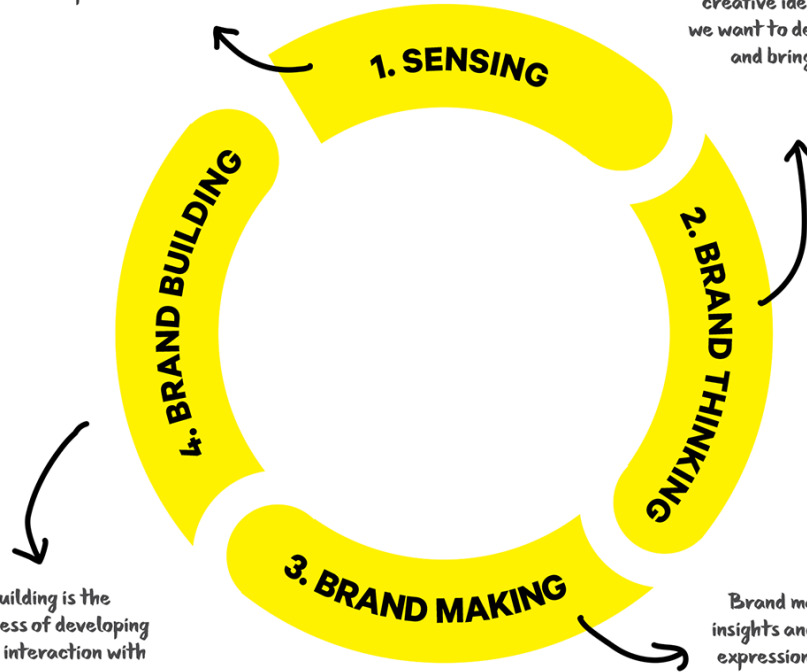 we want to de
and bring
1. SENSING
2. BRAND THINKING
3. BRAND MAKING
4. BRAND BUILDING
uilding is the
ess of developing
interaction with
Brand m
insights an
expression